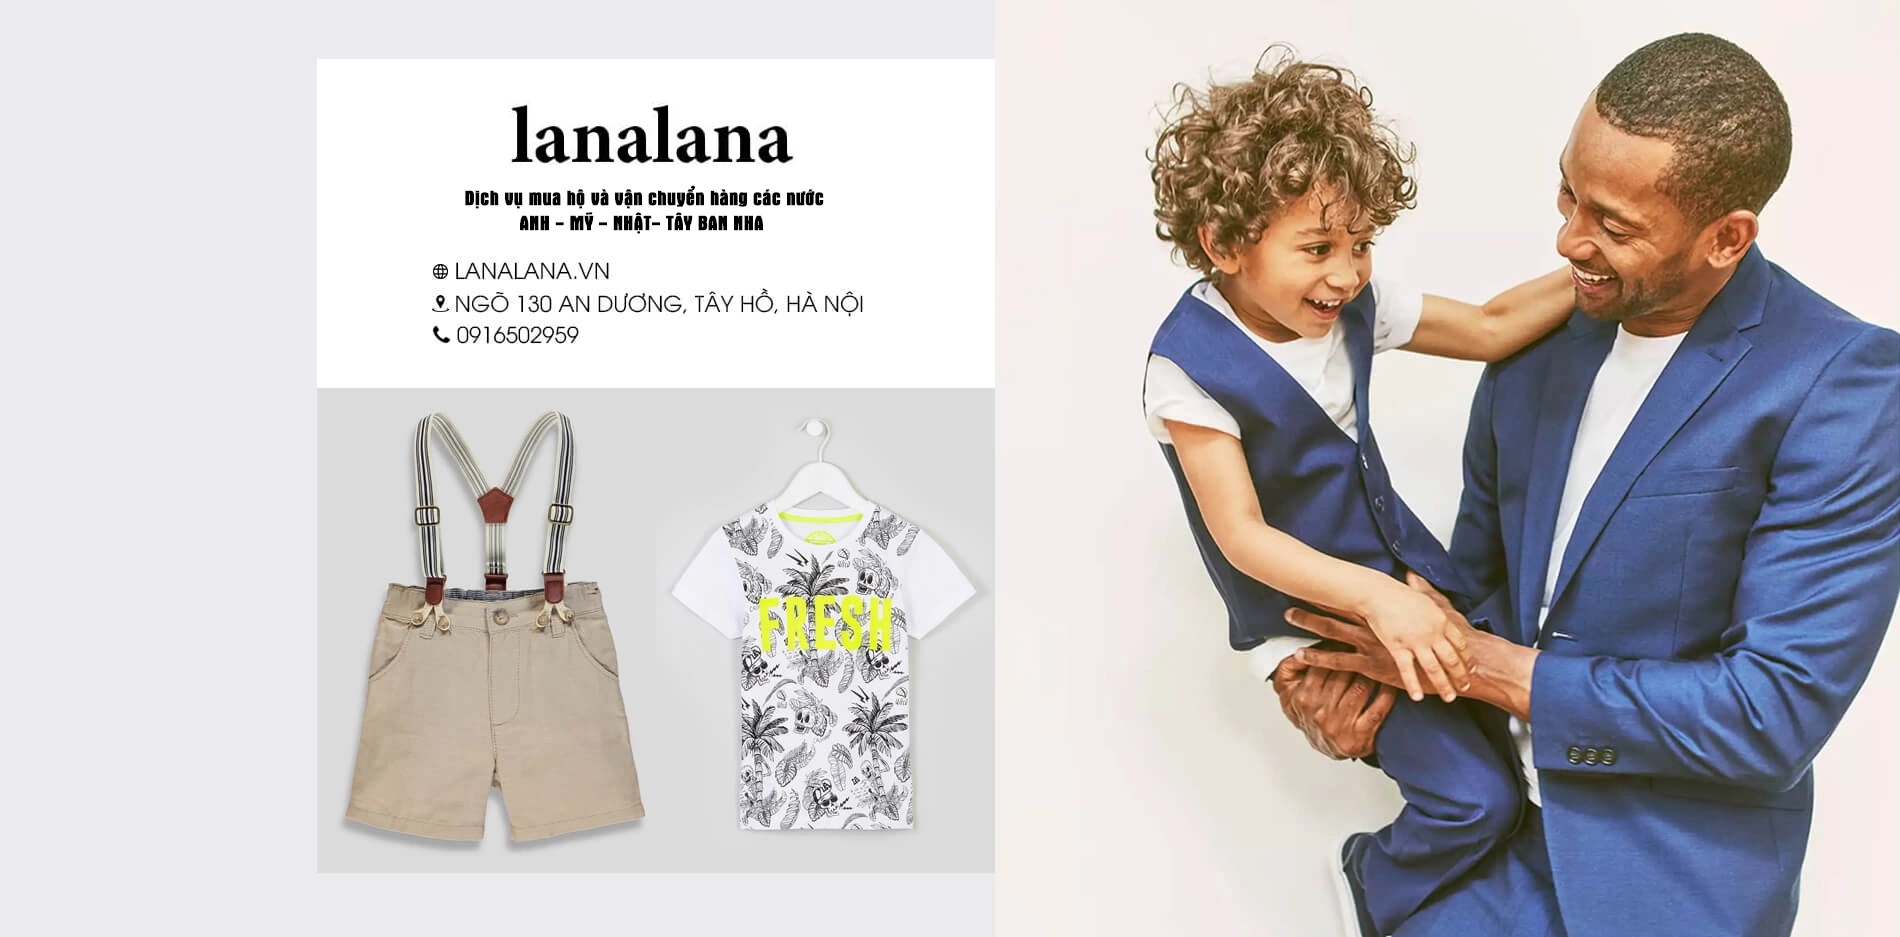 lanalana
Dịch vụ mua hộ và vận chuyển hàng các nước
ANH - MỸ - NHẬT- TÂY BAN NHA
LANALANA.VN
NGÕ 130 AN DƯƠNG, TÂY HỒ, HÀ NỘI
0916502959
FRESH